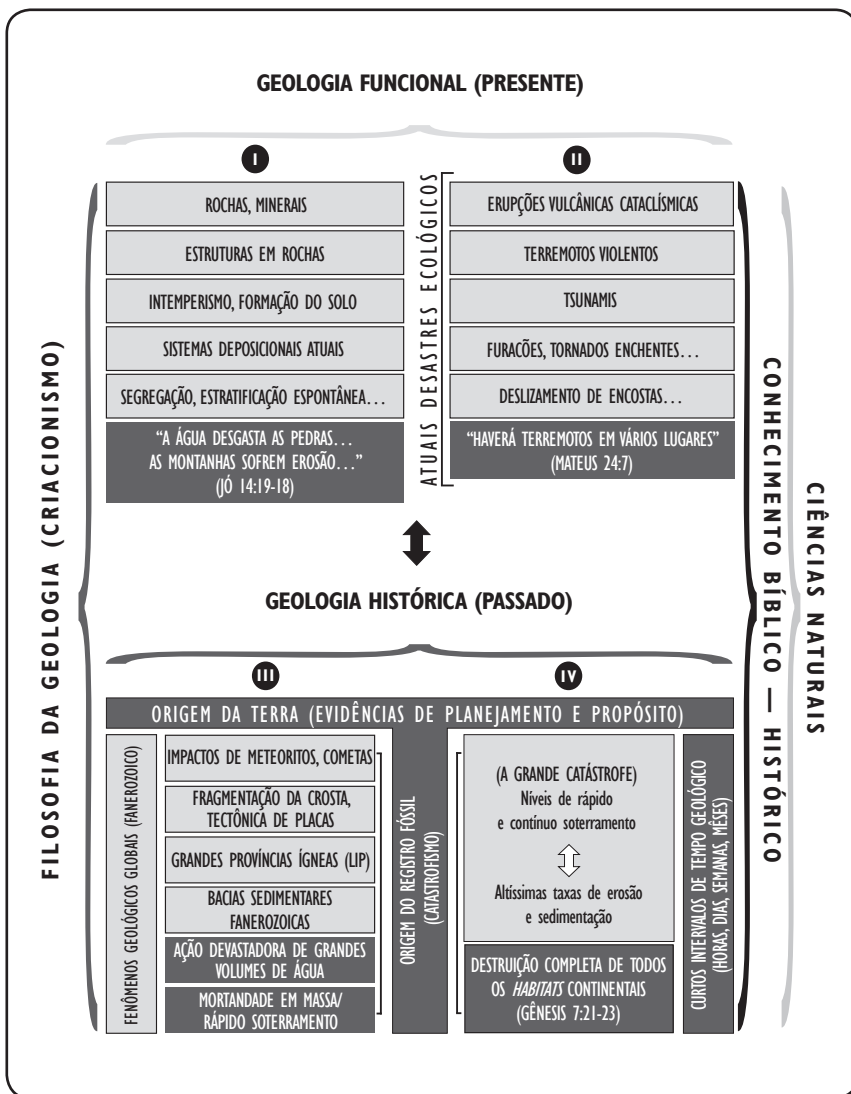 GEOLOGIA FUNCIONAL (PRESENTE)
FILOSOFIA DA GEOLOGIA (CRIACIONISMO)
I
ROCHAS, MINERAIS
ESTRUTURAS EM ROCHAS
INTEMPERISMO, FORMAÇÃO DO SOLO
SISTEMAS DEPOSICIONAIS ATUAIS
SEGREGAÇÃO, ESTRATIFICAÇÃO ESPONTÂNEA...
“A ÁGUA DESGASTA AS PEDRAS...
AS MONTANHAS SOFREM EROSÃO...”
(JÓ 14:19-18)
ATUAIS DESASTRES ECOLÓGICOS
II
ERUPÇÕES VULCÂNICAS CATACLÍSMICAS
TERREMOTOS VIOLENTOS
TSUNAMIS
FURACÕES, TORNADOS ENCHENTES...
DESLIZAMENTO DE ENCOSTAS...
“HAVERÁ TERREMOTOS EM VÁRIOS LUGARES”
(MATEUS 24:7)
CONHECIMENTO BÍBLICO — HISTÓRICO
CIÊNCIAS NATURAIS
GEOLOGIA HISTÓRICA (PASSADO)
III
IV
ORIGEM DA TERRA (EVIDÊNCIAS DE PLANEJAMENTO E PROPÓSITO)
FENÔMENOS GEOLÓGICOS GLOBAIS (FANEROZOICO)
IMPACTOS DE METEORITOS, COMETAS
FRAGMENTAÇÃO DA CROSTA,
TECTÔNICA DE PLACAS
GRANDES PROVÍNCIAS ÍGNEAS (LIP)
BACIAS SEDIMENTARES
FANEROZOICAS
AÇÃO DEVASTADORA DE GRANDES
VOLUMES DE ÁGUA
MORTANDADE EM MASSA/
RÁPIDO SOTERRAMENTO
ORIGEM DO REGISTRO FÓSSIL
(CATASTROFISMO)
(A GRANDE CATÁSTROFE)
Níveis de rápido
e contínuo soterramento
Altíssimas taxas de erosão
e sedimentação
DESTRUIÇÃO COMPLETA DE TODOS
OS HABITATS CONTINENTAIS
(GÊNESIS 7:21-23)
CURTOS INTERVALOS DE TEMPO GEOLÓGICO
(HORAS, DIAS, SEMANAS, MÊSES)